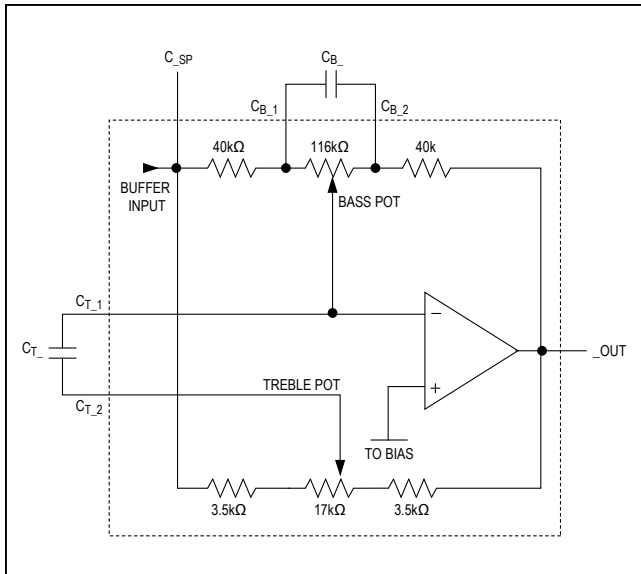 C_SP
C_B_
C_B_1
C_B_2
40kΩ
116kΩ
40k
BUFFER
INPUT
BASS POT
C_T_1
−
C_T_
_OUT
TREBLE POT
C_T_2
+
TO BIAS
3.5kΩ
17kΩ
3.5kΩ